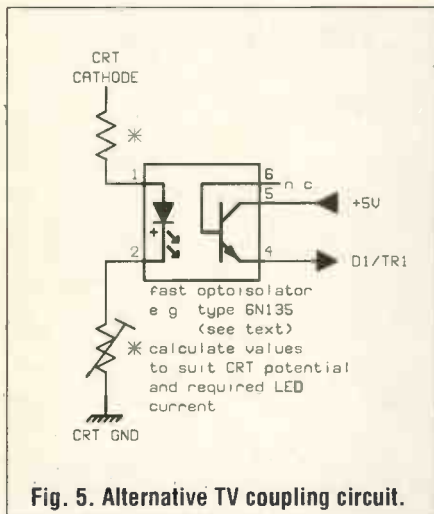 CRT
CATHODE
*
1
6
n c
5
+5V
+
2
4
D1/TR1
fast optoisolator
e g type 6N135
(see text)
* calculate values
to suit CRT potential
and required LED
current
CRT GND
Fig. 5. Alternative TV coupling circuit.